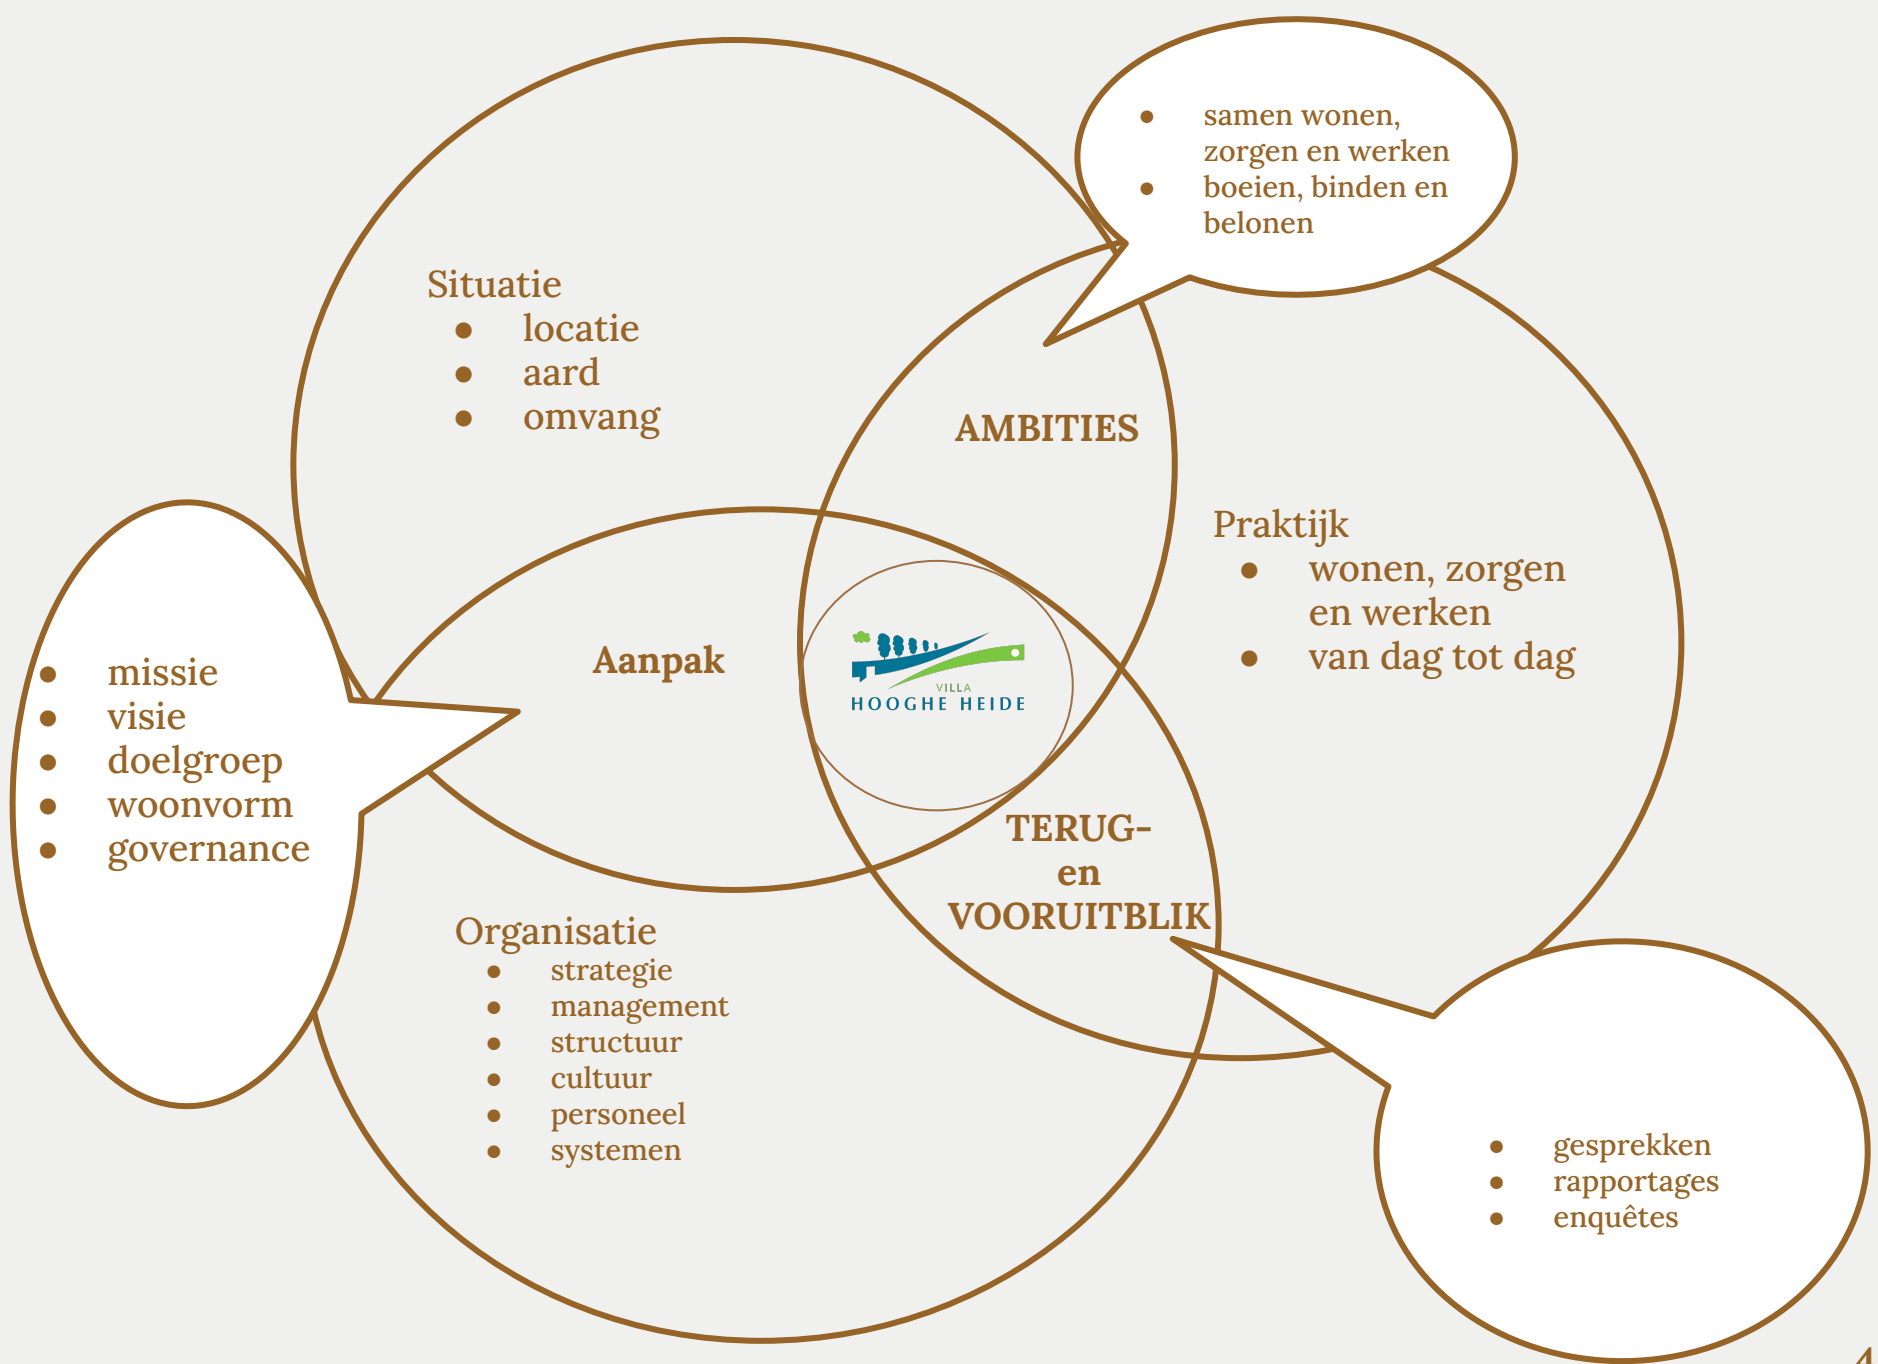 samen wonen,
zorgen en werken
boeien, binden en
belonen
Situatie
locatie
aard
omvang
AMBITIES
Praktijk
wonen, zorgen
en werken
van dag tot dag
Aanpak
VILLA
HOOGHE HEIDE
missie
visie
doelgroep
woonvorm
governance
TERUG-
en
VOORUITBLIK
Organisatie
strategie
management
structuur
cultuur
personeel
systemen
gesprekken
rapportages
enquêtes
4